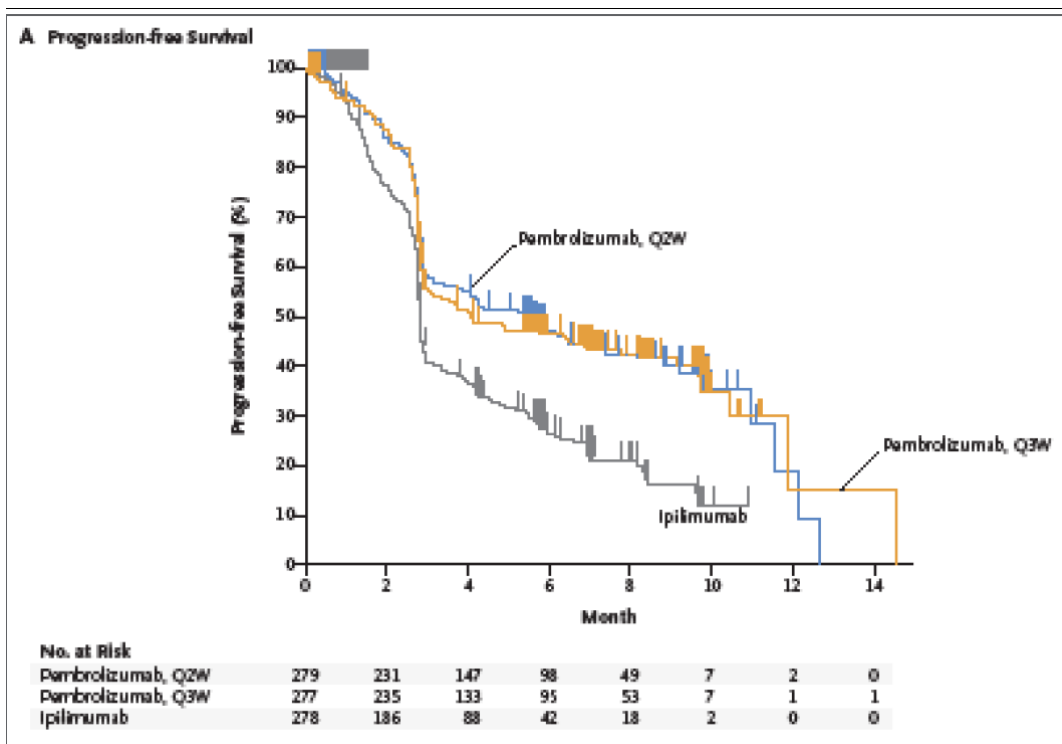 A Progression-free Survival
100
90
80
70
60
50
40
30
20
10
0
Progression-free Survival (%)
Pembrolizumab, Q2W
Pembrolizumab, Q3W
Ipilimumab
0 2 4 6 8 10 12 14
Month
No. at Risk
Pembrolizumab, Q2W 279 231 147 98 49 7 2 0
Pembrolizumab, Q3W 277 235 133 95 53 7 1 1
Ipilimumab 278 186 88 42 18 2 0 0